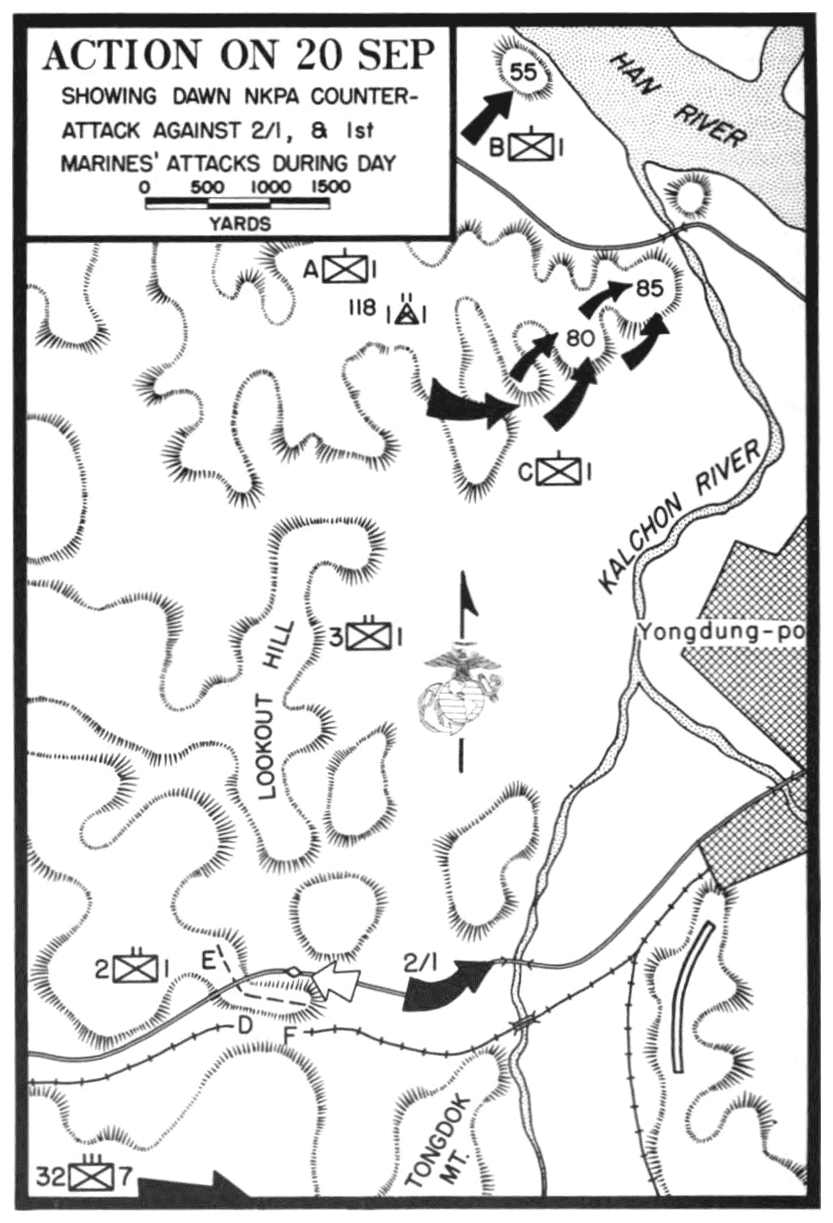 ACTION ON 20 SEP
SHOWING DAWN NKPA COUNTER-
ATTACK AGAINST 2/1, & 1st
MARINES' ATTACKS DURING DAY
0 500 1000 1500
YARDS
55
HAN RIVER
B 1
A 1
118 1 1
85
80
C 1
KALCHON RIVER
Yongdung-po
3 1
LOOKOUT HILL
2 1
E
2/1
D
F
TONGDOK
MT.
32 7